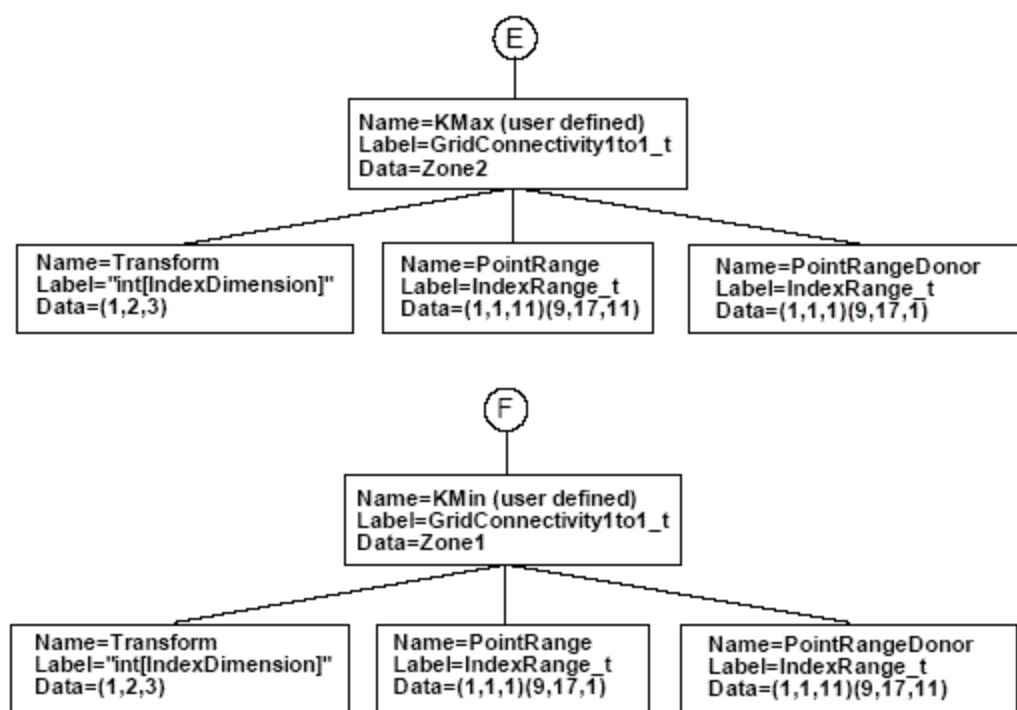 E
Name=KMax (user defined)
Label=GridConnectivity1to1_t
Data=Zone2
Name=Transform
Label="int[IndexDimension]"
Data=(1,2,3)
Name=PointRange
Label=IndexRange_t
Data=(1,1,11)(9,17,11)
Name=PointRangeDonor
Label=IndexRange_t
Data=(1,1,1)(9,17,1)
F
Name=KMin (user defined)
Label=GridConnectivity1to1_t
Data=Zone1
Name=Transform
Label="int[IndexDimension]"
Data=(1,2,3)
Name=PointRange
Label=IndexRange_t
Data=(1,1,1)(9,17,1)
Name=PointRangeDonor
Label=IndexRange_t
Data=(1,1,11)(9,17,11)